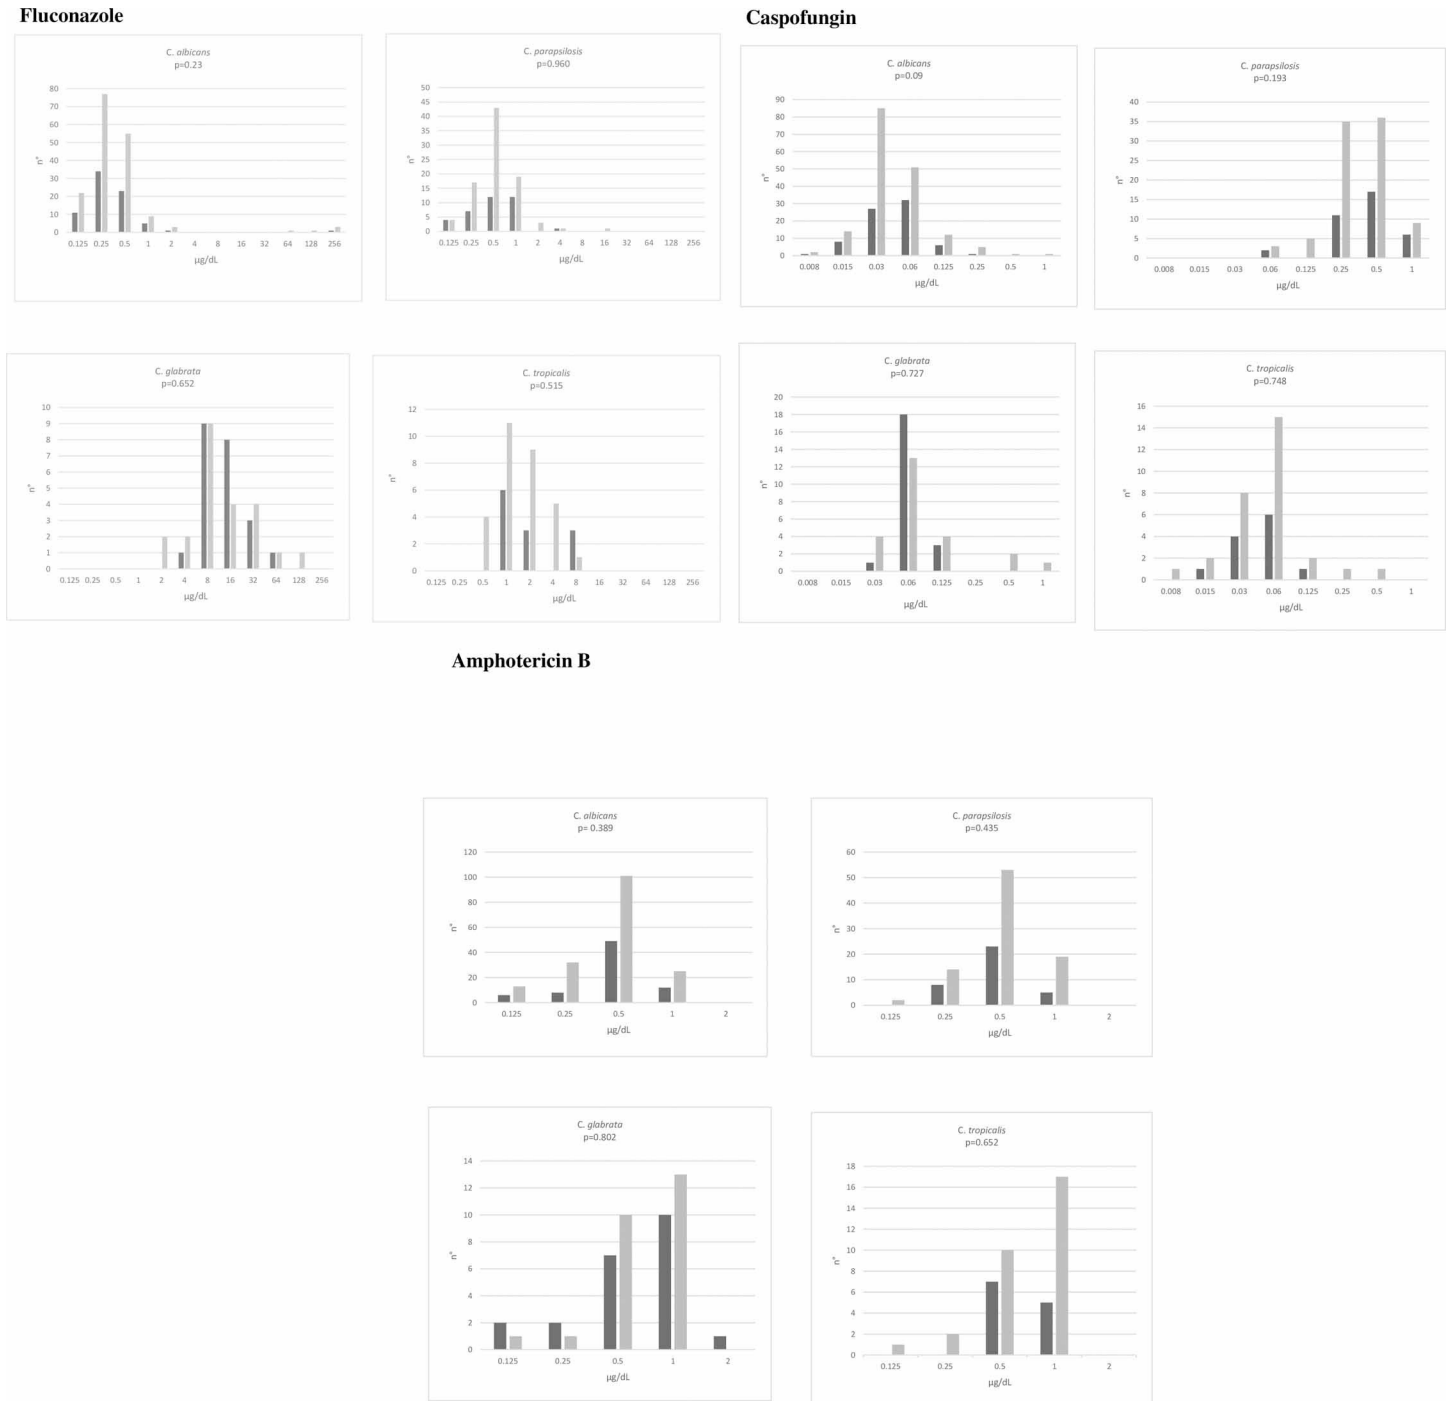 Fluconazole
C. albicans
p=0.23
80
70
60
50
40
30
20
10
0
n°
0.125 0.25 0.5 1 2 4 8 16 32 64 128 256
µg/dL
C. parapsilosis
p=0.960
50
45
40
35
30
25
20
15
10
5
0
n°
0.125 0.25 0.5 1 2 4 8 16 32 64 128 256
µg/dL
C. glabrata
p=0.652
10
9
8
7
6
5
4
3
2
1
0
n°
0.125 0.25 0.5 1 2 4 8 16 32 64 128 256
µg/dL
C. tropicalis
p=0.515
12
10
8
6
4
2
0
n°
0.125 0.25 0.5 1 2 4 8 16 32 64 128 256
µg/dL
Caspofungin
C. albicans
p=0.09
90
80
70
60
50
40
30
20
10
0
n°
0.008 0.015 0.03 0.06 0.125 0.25 0.5 1
µg/dL
C. parapsilosis
p=0.193
40
35
30
25
20
15
10
5
0
n°
0.008 0.015 0.03 0.06 0.125 0.25 0.5 1
µg/dL
C. glabrata
p=0.727
20
18
16
14
12
10
8
6
4
2
0
n°
0.008 0.015 0.03 0.06 0.125 0.5 1
µg/dL
C. tropicalis
p=0.748
16
14
12
10
8
6
4
2
0
n°
0.008 0.015 0.03 0.06 0.125 0.25 0.5 1
µg/dL
Amphotericin B
C. albicans
p= 0.389
120
100
80
60
40
20
0
n°
0.125 0.25 0.5 1 2
µg/dL
C. parapsilosis
p=0.435
60
50
40
30
20
10
0
n°
0.125 0.25 0.5 1 2
µg/dL
C. glabrata
p=0.802
14
12
10
8
6
4
2
0
n°
0.125 0.25 0.5 1 2
µg/dL
C. tropicalis
p=0.652
18
16
14
12
10
8
6
4
2
0
n°
0.125 0.25 0.5 1 2
µg/dL